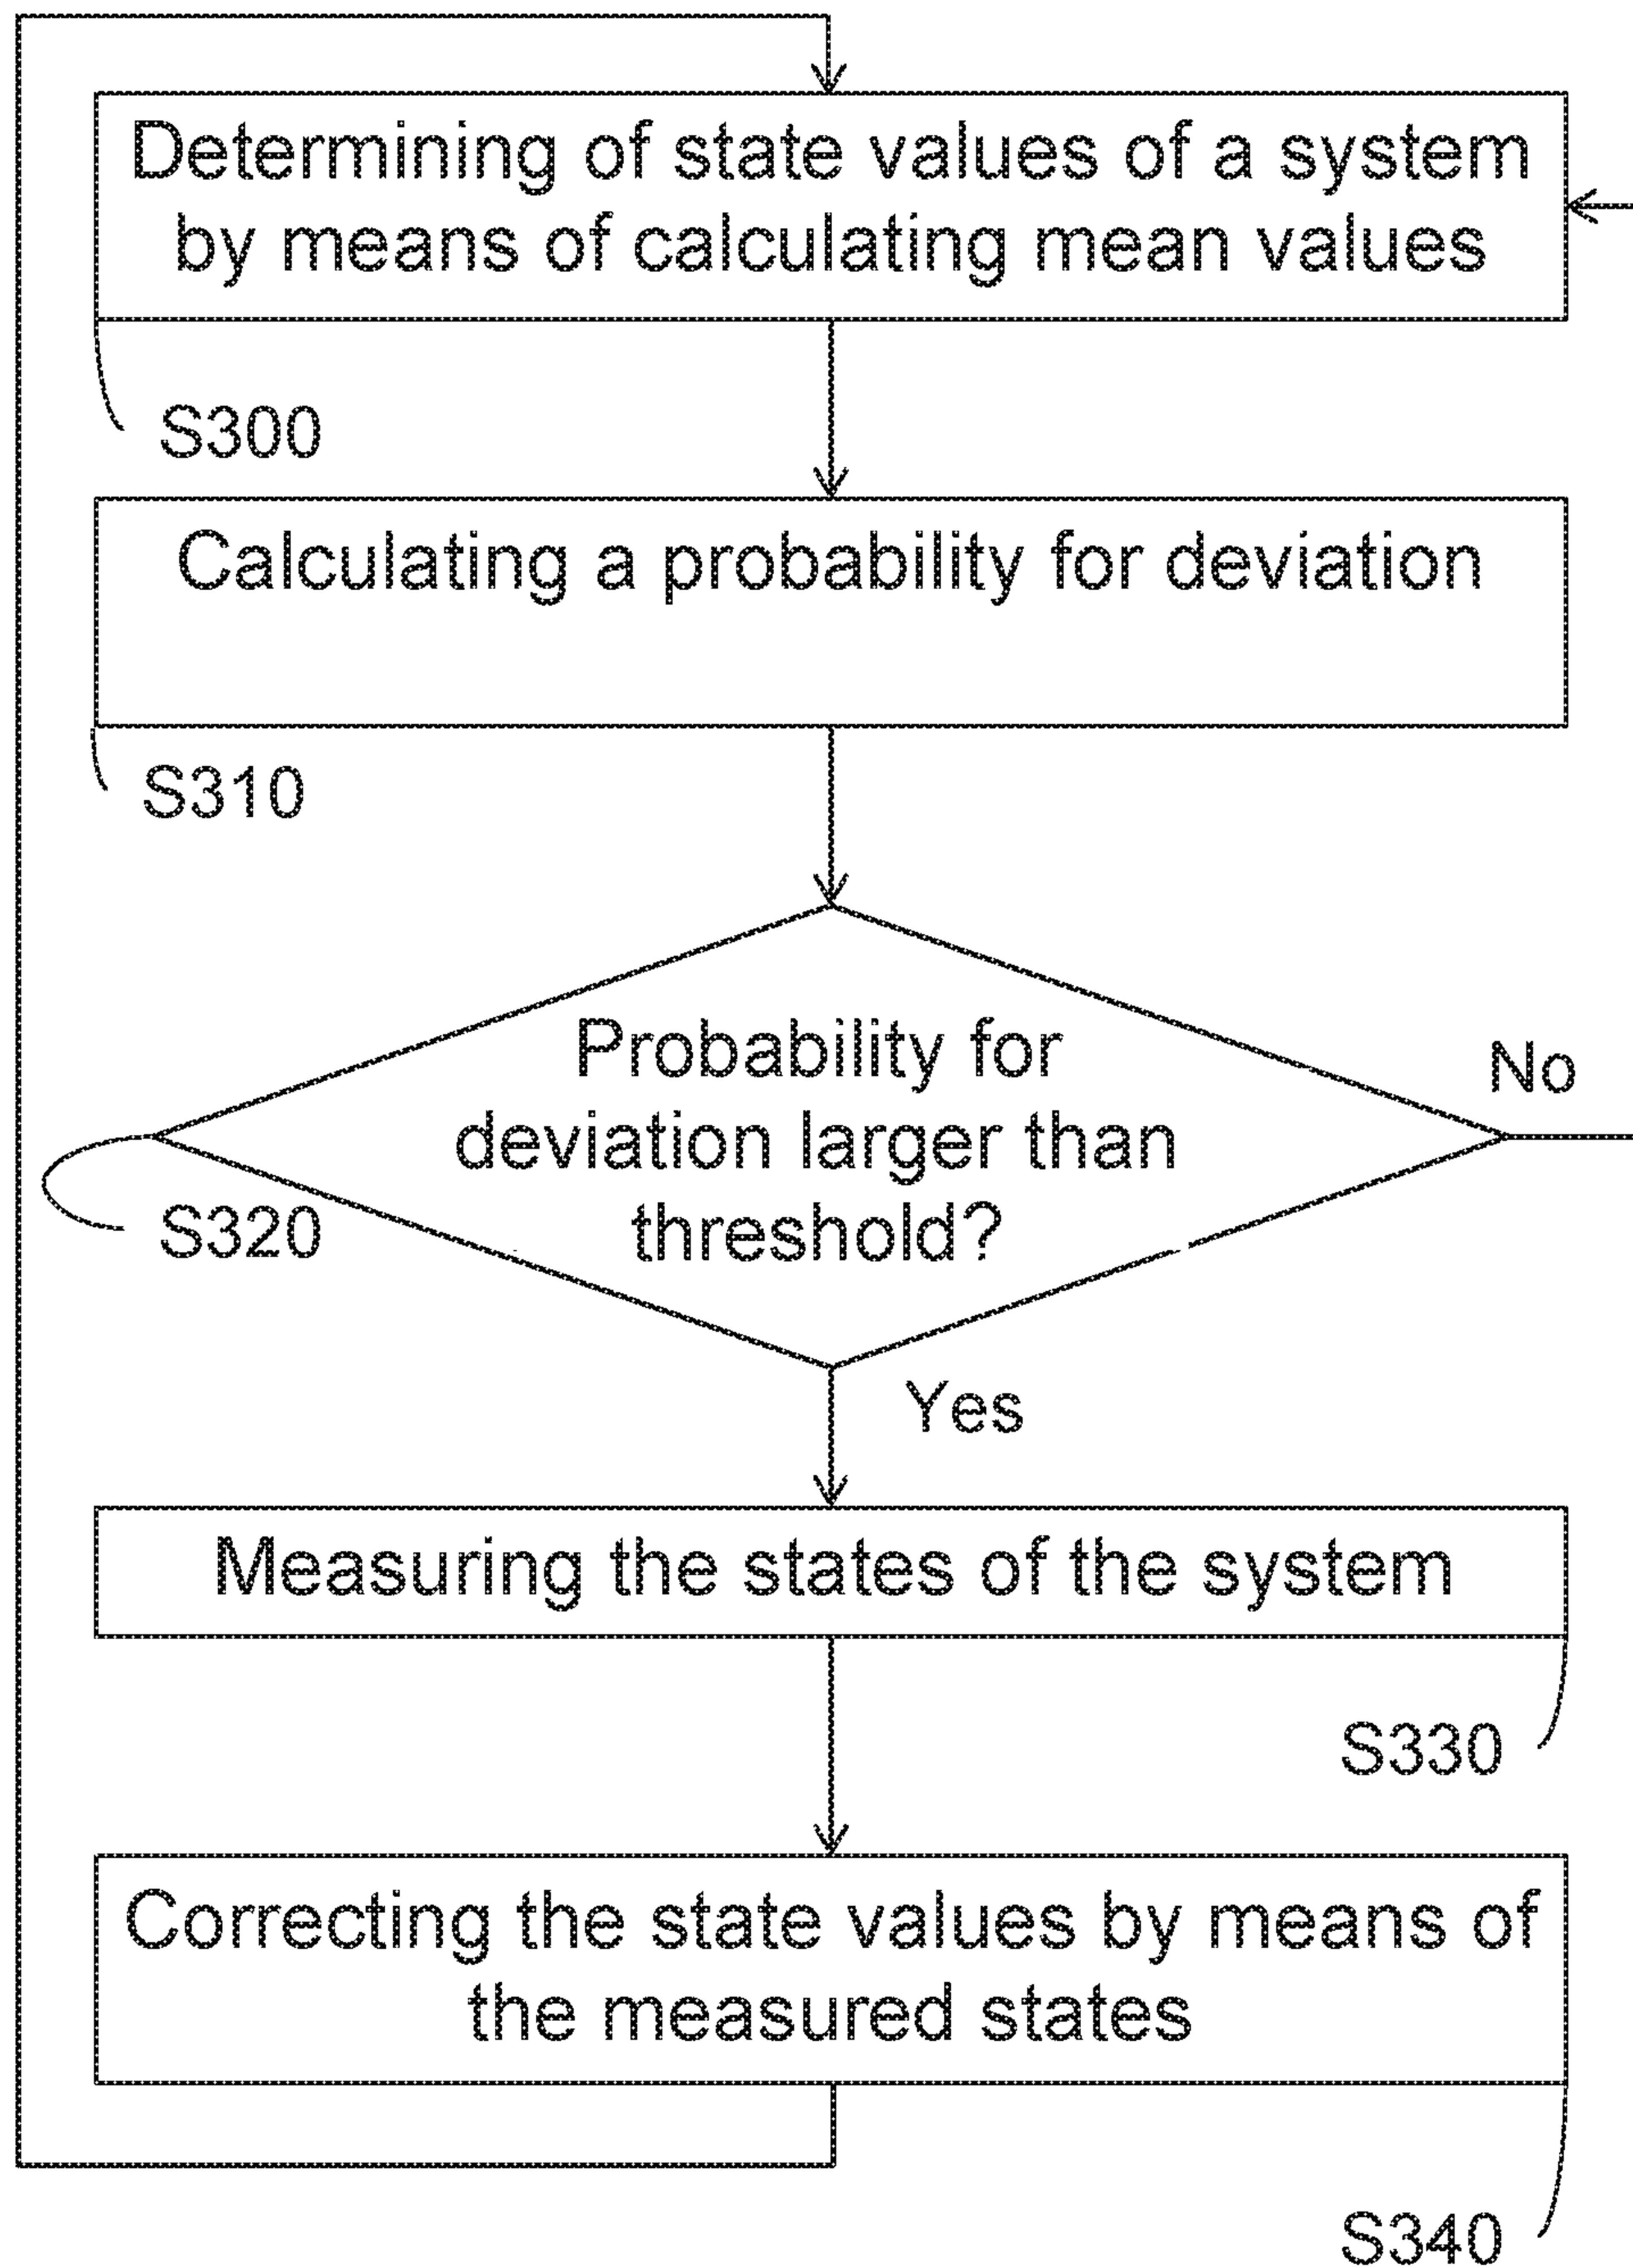 Determining of state values of a system
by means of calculating mean values
S300
Calculating a probability for deviation
S310
Probability for
deviation larger than
threshold?
No
S320
Yes
Measuring the states of the system
S330
Correcting the state values by means of
the measured states
S340